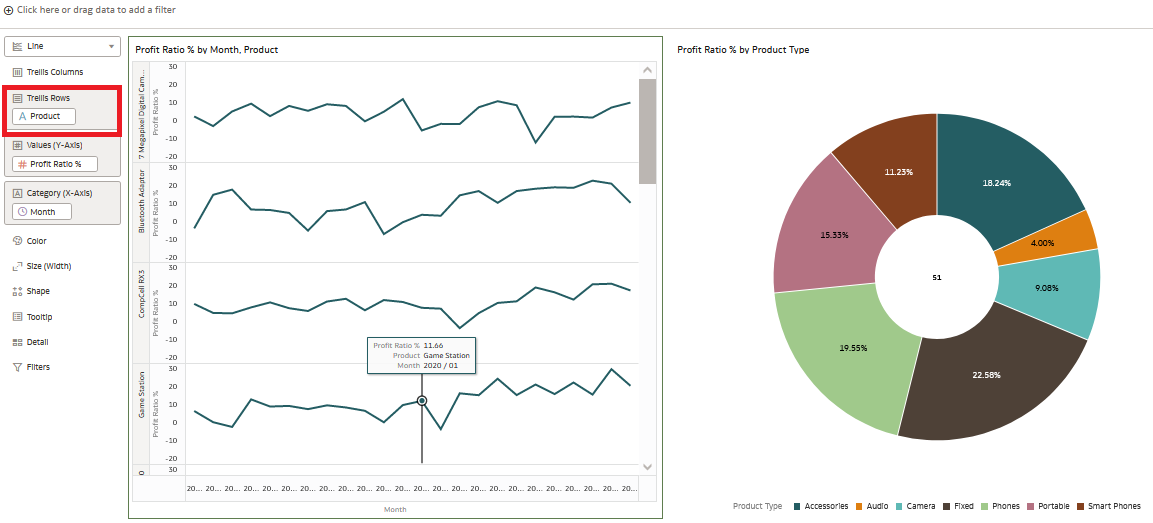 Click here or drag data to add a filter
Line
Trellis Columns
Trellis Rows
A Product
Values (Y-Axis)
# Profit Ratio %
Category (X-Axis)
Month
Color
Size (Width)
Shape
Tooltip
Detail
Filters
Profit Ratio % by Month, Product
7 Megapixel Digital Cam...
Profit Ratio %
30
20
10
0
-10
-20
Bluetooth Adaptor
Profit Ratio %
30
20
10
0
-10
-20
CompCell RX3
Profit Ratio %
30
20
10
0
-10
-20
Game Station
Profit Ratio %
30
20
10
0
-10
-20
30
Profit Ratio % 11.66
Product Game Station
Month 2020 / 01
20... 20... 20... 20... 20... 20... 20... 20... 20... 20... 20... 20... 20... 20... 20... 20... 20... 20... 20... 20... 20... 20... 20... 20...
Month
Profit Ratio % by Product Type
18.24%
4.00%
9.08%
22.58%
19.55%
15.33%
11.23%
51
Product Type Accessories Audio Camera Fixed Phones Portable Smart Phones